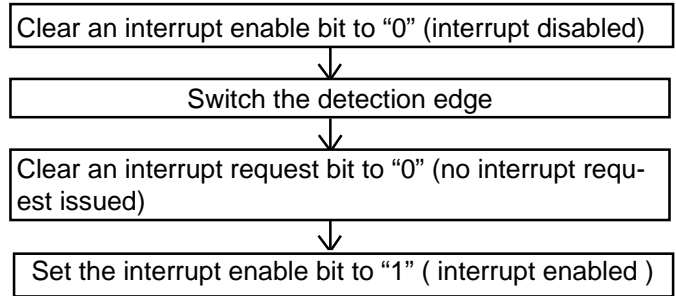 Clear an interrupt enable bit to “0” (interrupt disabled)
Switch the detection edge
Clear an interrupt request bit to “0” (no interrupt requ-
est issued)
Set the interrupt enable bit to “1” ( interrupt enabled )